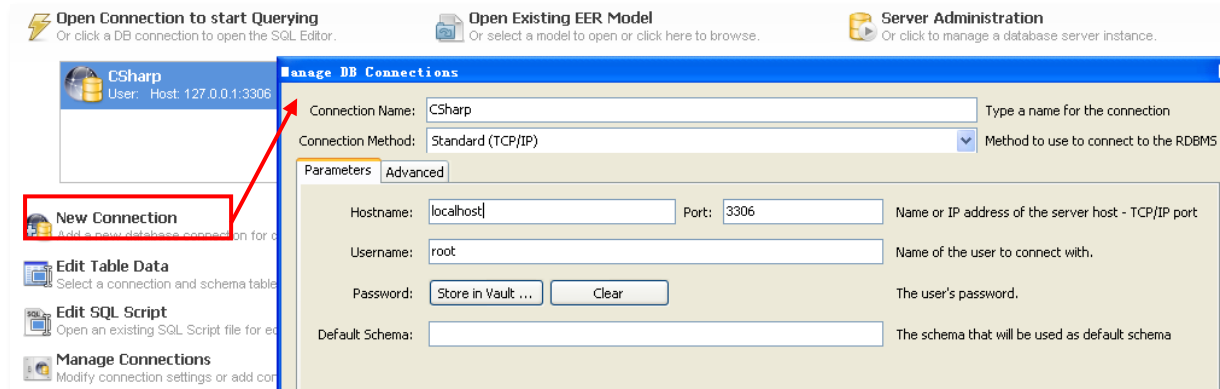 Open Connection to start Querying
Or click a DB connection to open the SQL Editor.
Open Existing EER Model
Or select a model to open or click here to browse.
Server Administration
Or click to manage a database server instance.
CSharp
User: Host: 127.0.0.1:3306
New Connection
Add a new database connection for
Edit Table Data
Select a connection and schema table
Edit SQL Script
Open an existing SQL Script file for
Manage Connections
Modify connection settings or add
Manage DB Connections
Connection Name: CSharp Type a name for the connection
Connection Method: Standard (TCP/IP) Method to use to connect to the RDBMS
Parameters Advanced
Hostname: localhost Port: 3306 Name or IP address of the server host - TCP/IP port
Username: root Name of the user to connect with.
Password: Store in Vault ... Clear The user's password.
Default Schema: The schema that will be used as default schema